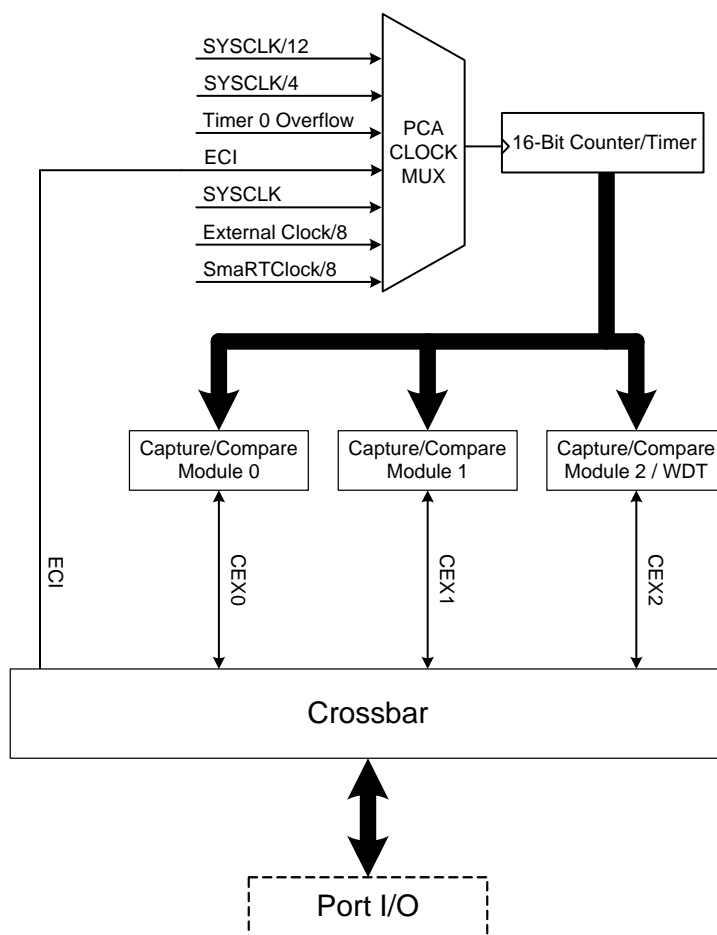 SYSCLK/12
SYSCLK/4
Timer 0 Overflow
ECI
SYSCLK
External Clock/8
SmaRTClock/8
PCA
CLOCK
MUX
16-Bit Counter/Timer
Capture/Compare
Module 0
Capture/Compare
Module 1
Capture/Compare
Module 2 / WDT
ECI
CEX0
CEX1
CEX2
Crossbar
Port I/O